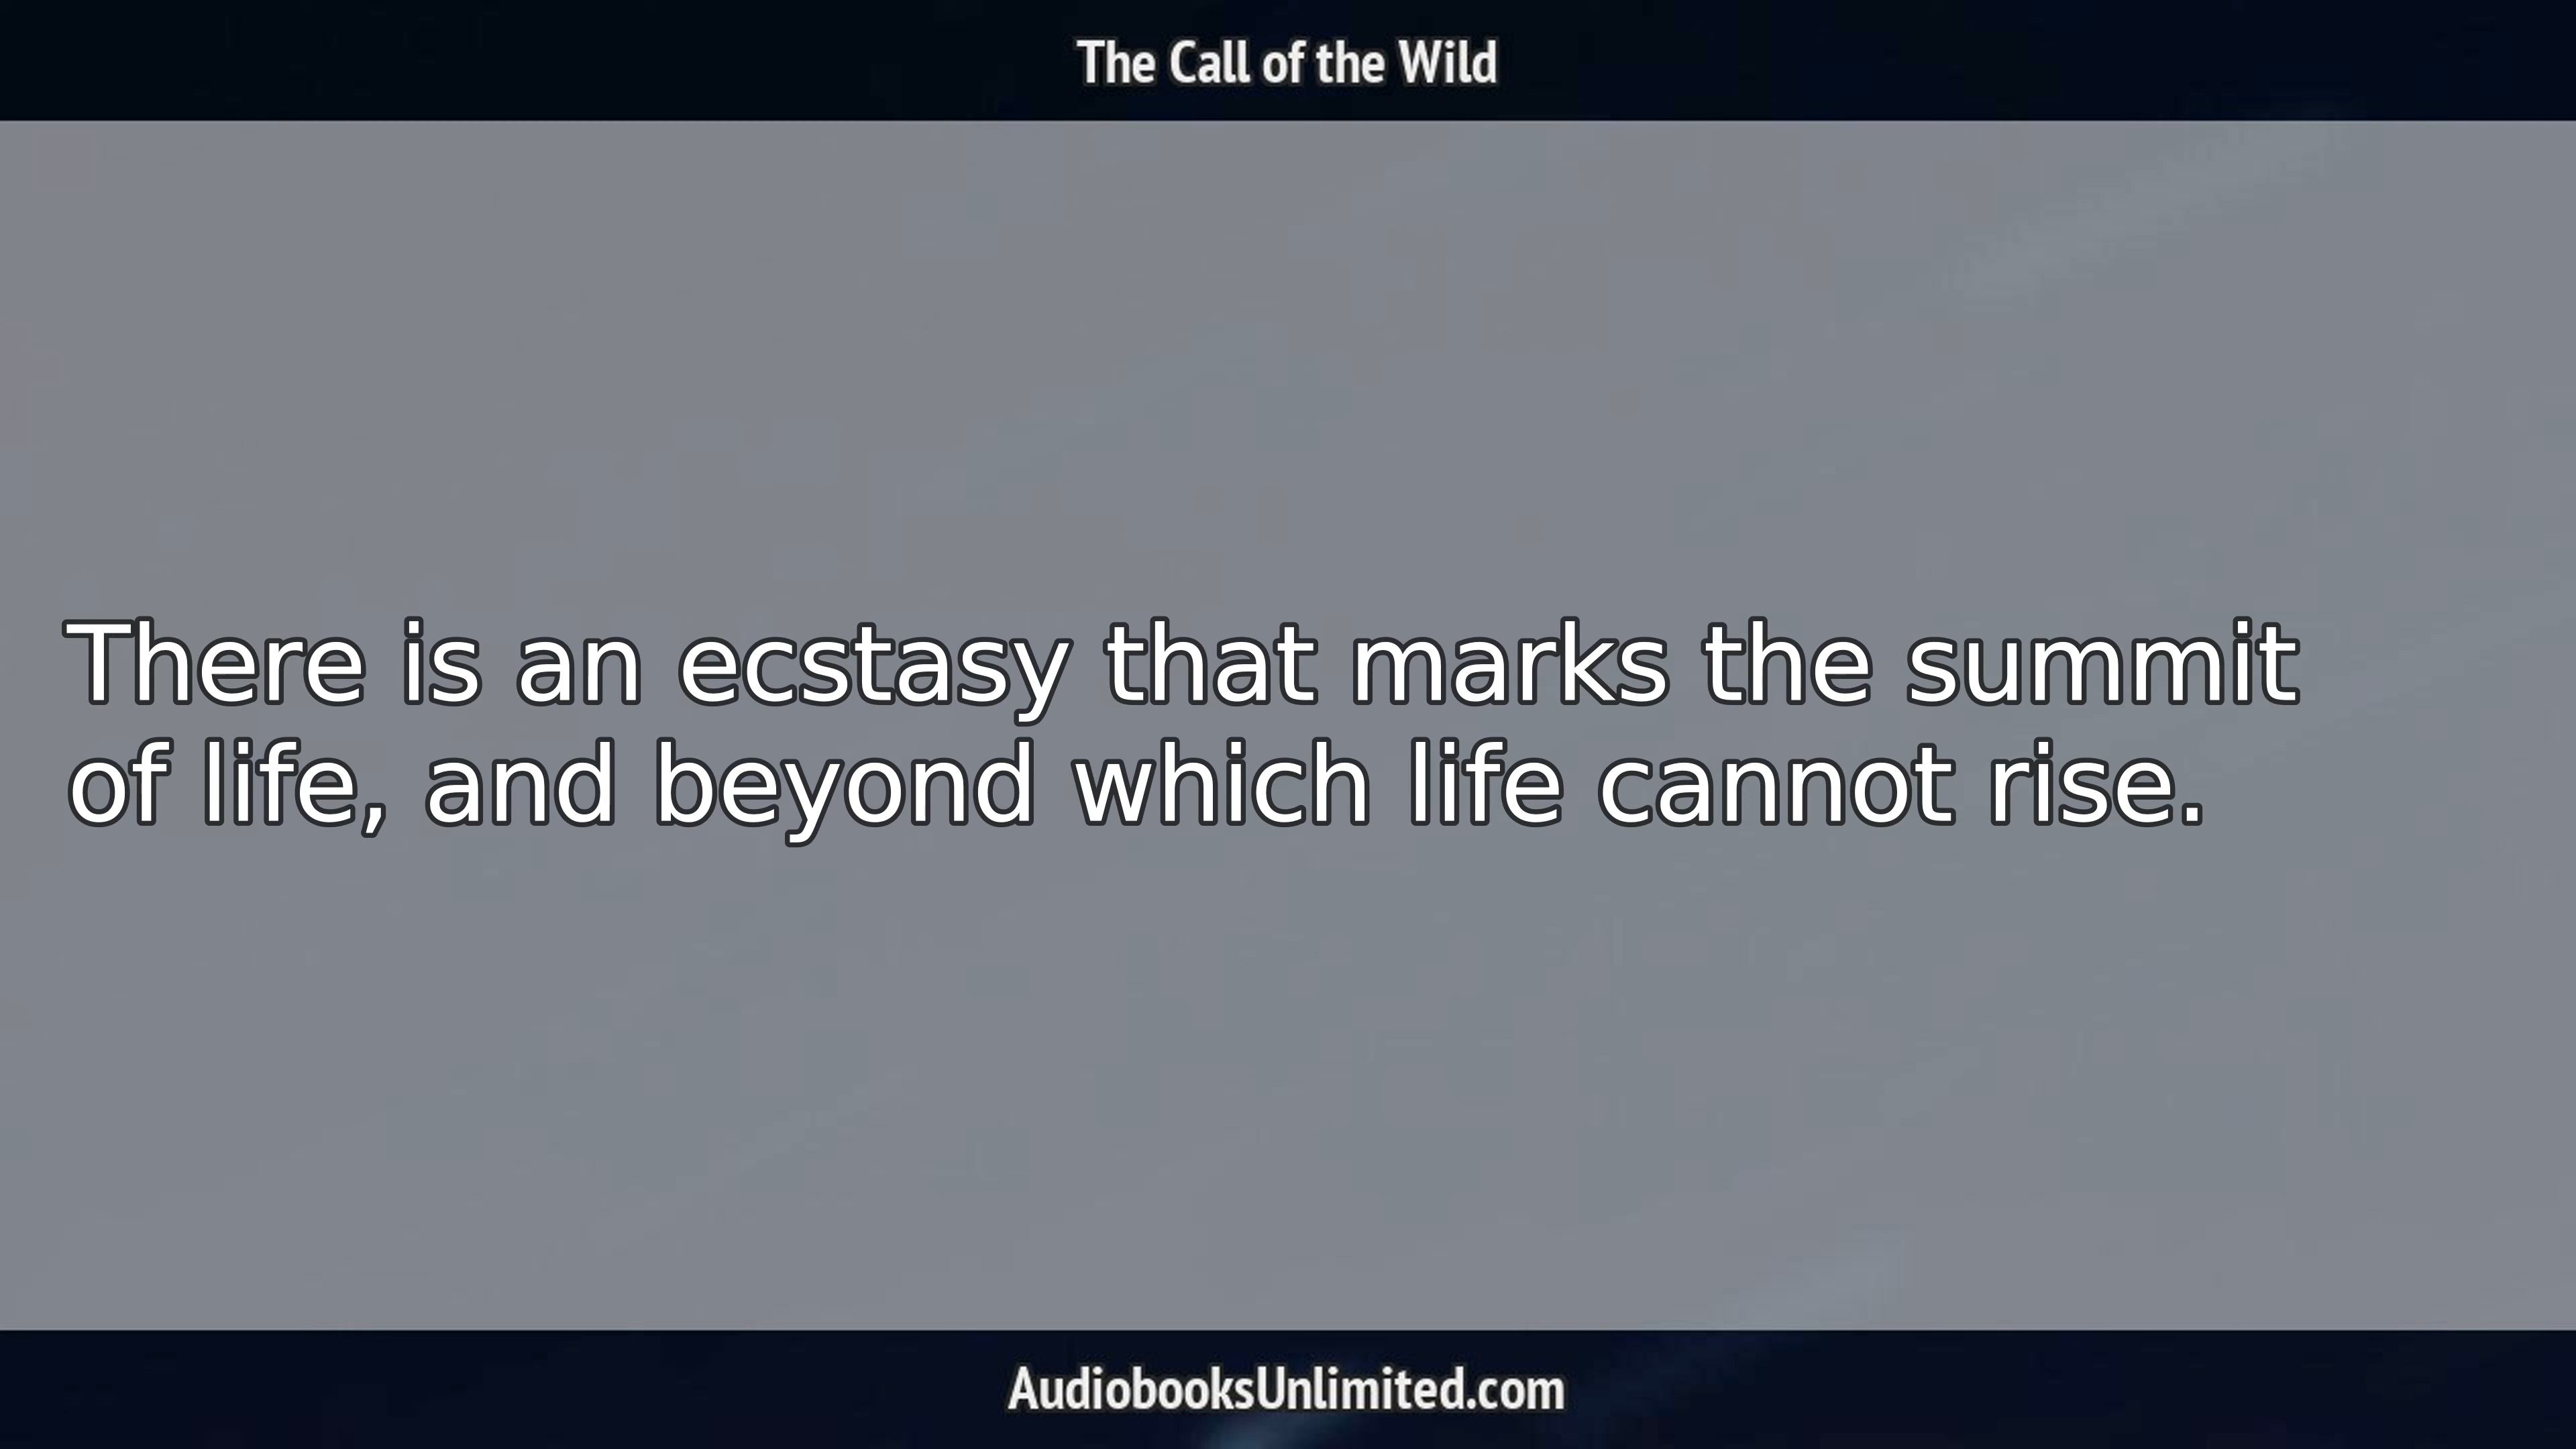 The Call of the Wild
There is an ecstasy that marks the summit
of life, and beyond which life cannot rise.
AudiobooksUnlimited.com